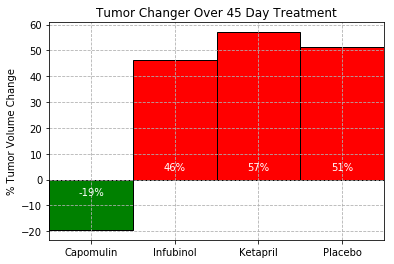 Tumor Changer Over 45 Day Treatment
% Tumor Volume Change
60
50
40
30
20
10
0
−10
−20
-19%
46%
57%
51%
Capomulin
Infubinol
Ketapril
Placebo